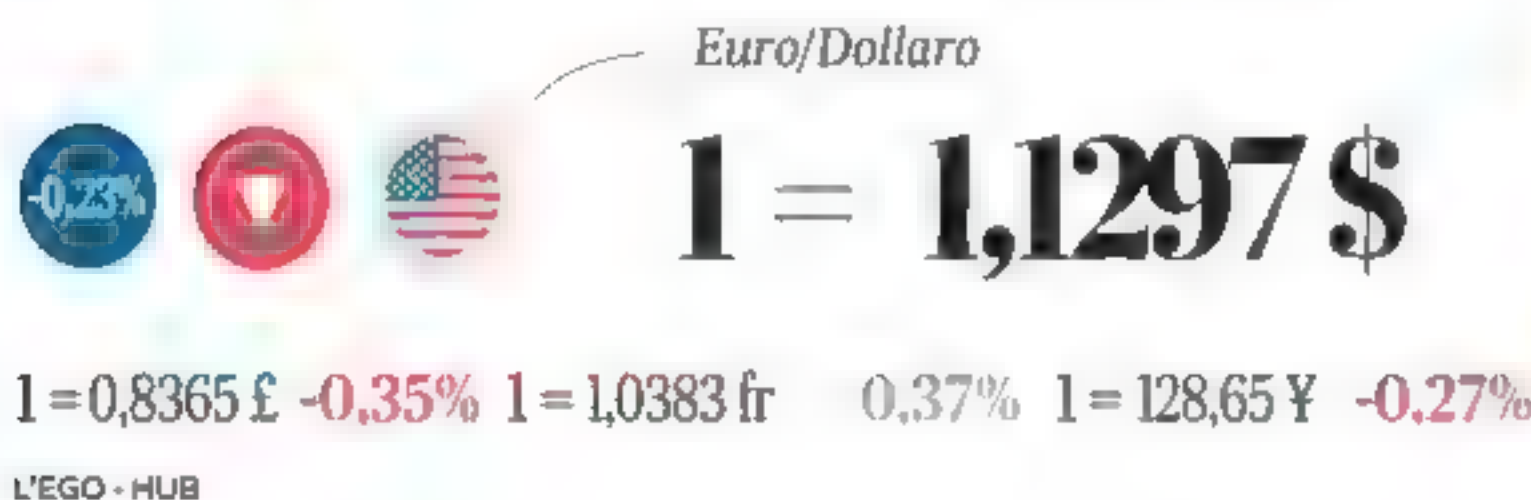 Euro/Dollaro
-0.23%
1 = 1,1297 $
1 = 0,8365 £ -0.35% 1 = 1,0383 fr 0.37% 1 = 128,65 ¥ -0.27%
L'EGO - HUB